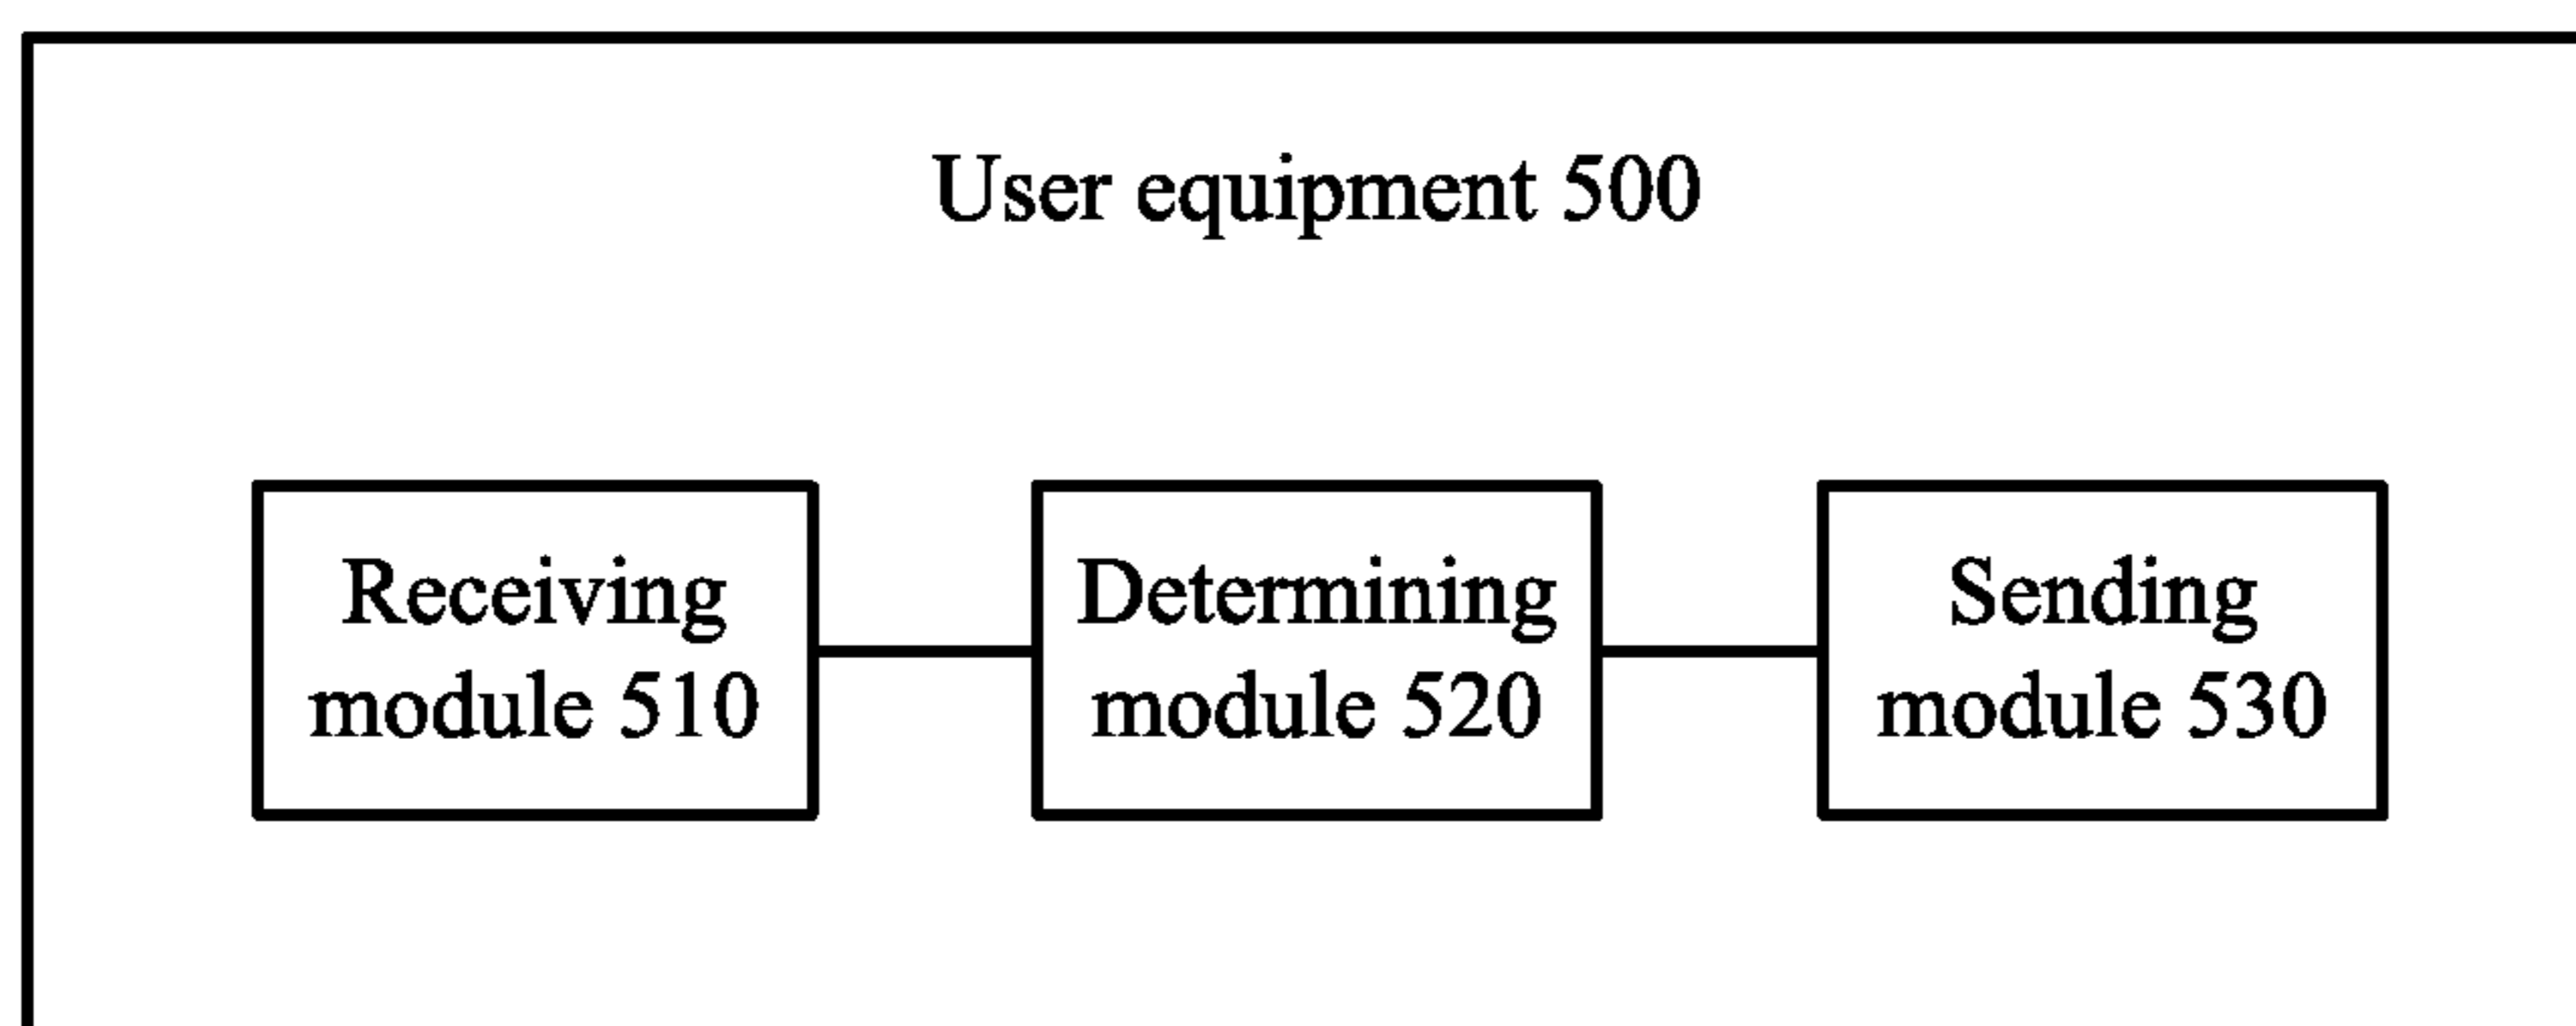 User equipment 500
Receiving
module 510
Determining
module 520
Sending
module 530